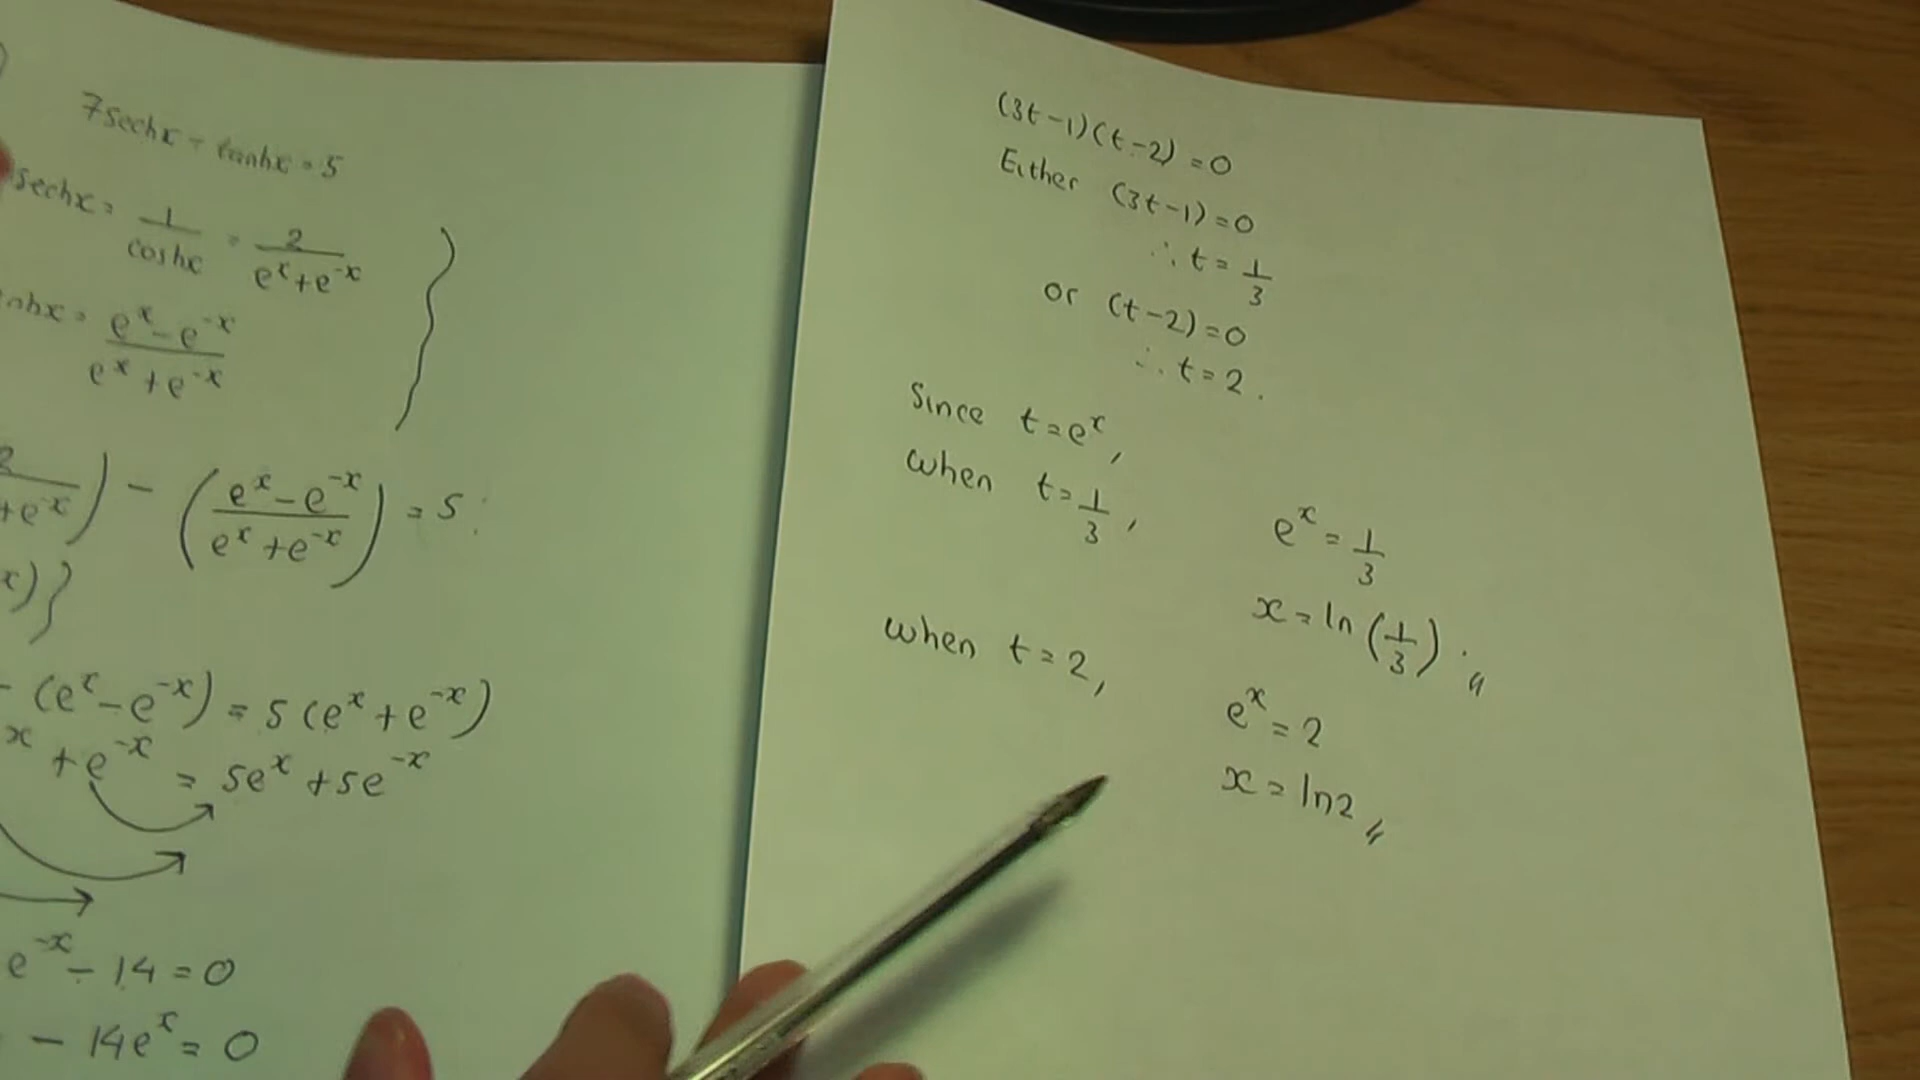 7sechx - tanhx = 5
sechx = 1/coshx = 2/(e^x + e^-x)
nhx = (e^x - e^-x)/(e^x + e^-x)
2/(+e^-x)) - ((e^x - e^-x)/(e^x + e^-x)) = 5
x)}
- (e^x - e^-x) = 5(e^x + e^-x)
x + e^-x = 5e^x + 5e^-x
e^-x - 14 = 0
- 14e^x = 0
(3t-1)(t-2) = 0
Either (3t-1) = 0
∴ t = 1/3
or (t-2) = 0
∴ t = 2.
Since t = e^x,
when t = 1/3,
e^x = 1/3
x = ln(1/3).
when t = 2,
e^x = 2
x = ln2